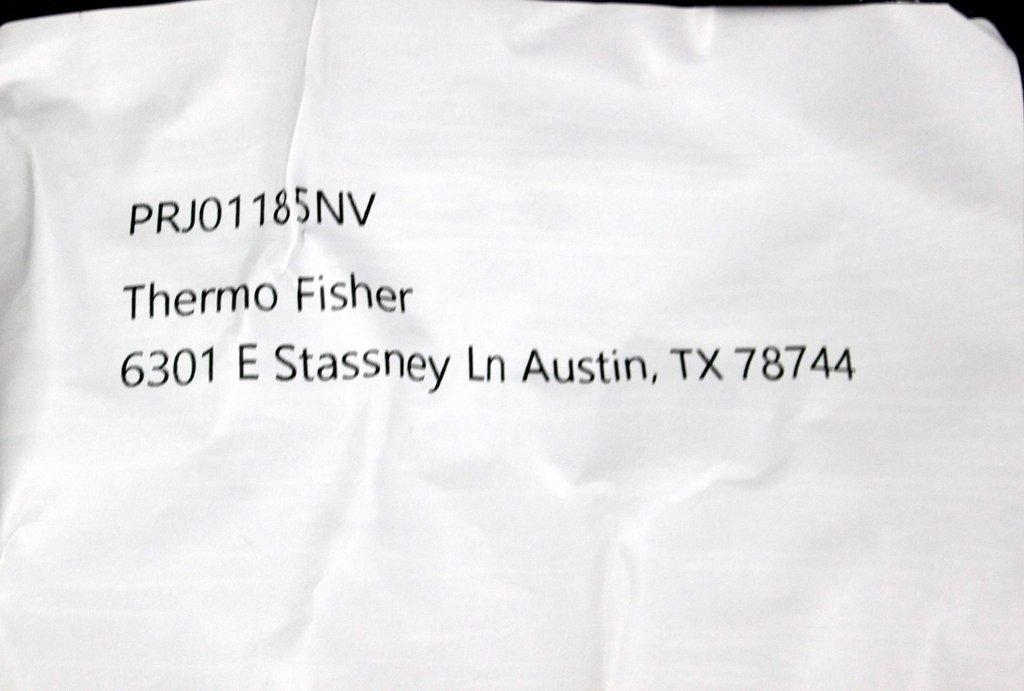 PRJ01185NV
Thermo Fisher
6301 E Stassney Ln Austin, TX 78744